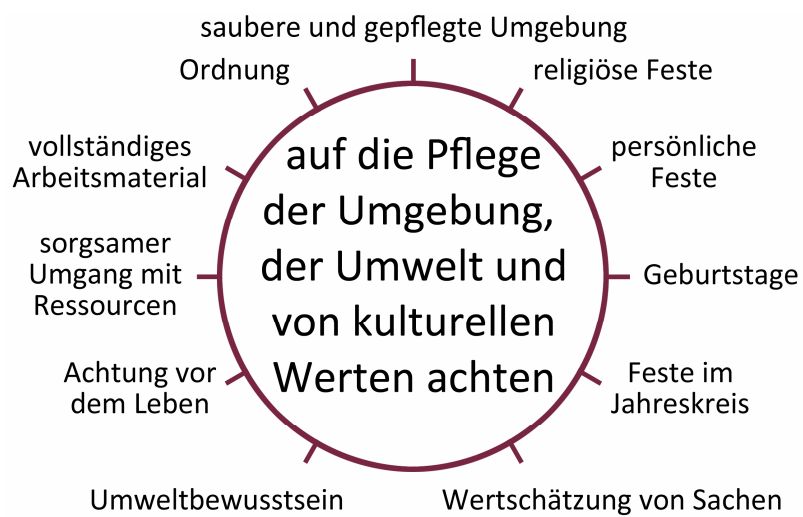 saubere und gepflegte Umgebung
religiöse Feste
persönliche
Feste
Geburtstage
Feste im
Jahreskreis
Wertschätzung von Sachen
Umweltbewusstsein
Achtung vor
dem Leben
sorgsamer
Umgang mit
Ressourcen
vollständiges
Arbeitsmaterial
Ordnung
auf die Pflege
der Umgebung,
der Umwelt und
von kulturellen
Werten achten